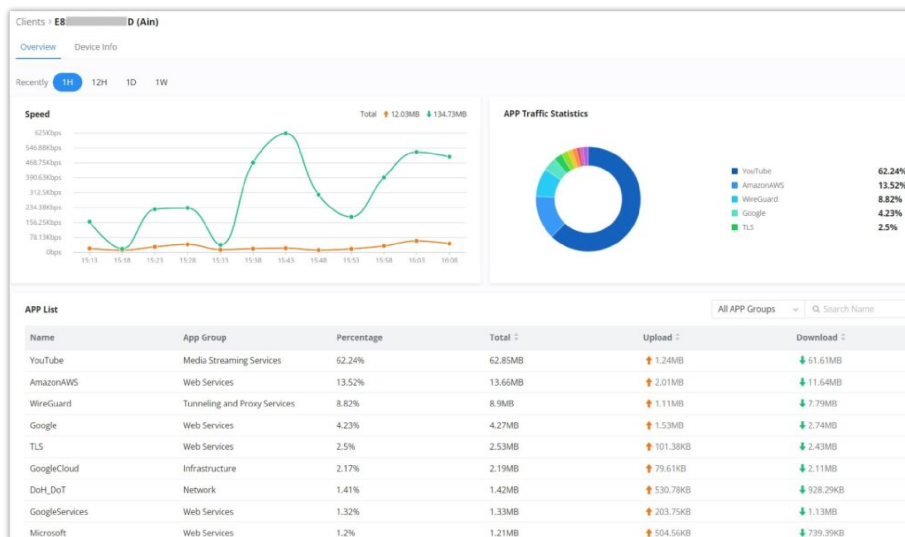 Clients > E8 D (Ain)
Overview Device Info
Recently 1H 12H 1D 1W
Speed Total 12.03MB 134.73MB
625Kbps
546.88Kbps
468.75Kbps
390.63Kbps
312.5Kbps
234.38Kbps
156.25Kbps
78.13Kbps
0bps
15:13 15:18 15:23 15:28 15:33 15:38 15:43 15:48 15:53 15:58 16:03 16:08
APP Traffic Statistics
YouTube 62.24%
AmazonAWS 13.52%
WireGuard 8.82%
Google 4.23%
TLS 2.5%
APP List All APP Groups Search Name
Name App Group Percentage Total Upload Download
YouTube Media Streaming Services 62.24% 62.85MB 1.24MB 61.61MB
AmazonAWS Web Services 13.52% 13.66MB 2.01MB 11.64MB
WireGuard Tunneling and Proxy Services 8.82% 8.9MB 1.11MB 7.79MB
Google Web Services 4.23% 4.27MB 1.53MB 2.74MB
TLS Web Services 2.5% 2.53MB 101.38KB 2.43MB
GoogleCloud Infrastructure 2.17% 2.19MB 79.61KB 2.11MB
DoH_DoT Network 1.41% 1.42MB 530.78KB 928.29KB
GoogleServices Web Services 1.32% 1.33MB 203.75KB 1.13MB
Microsoft Web Services 1.2% 1.21MB 504.56KB 739.39KB